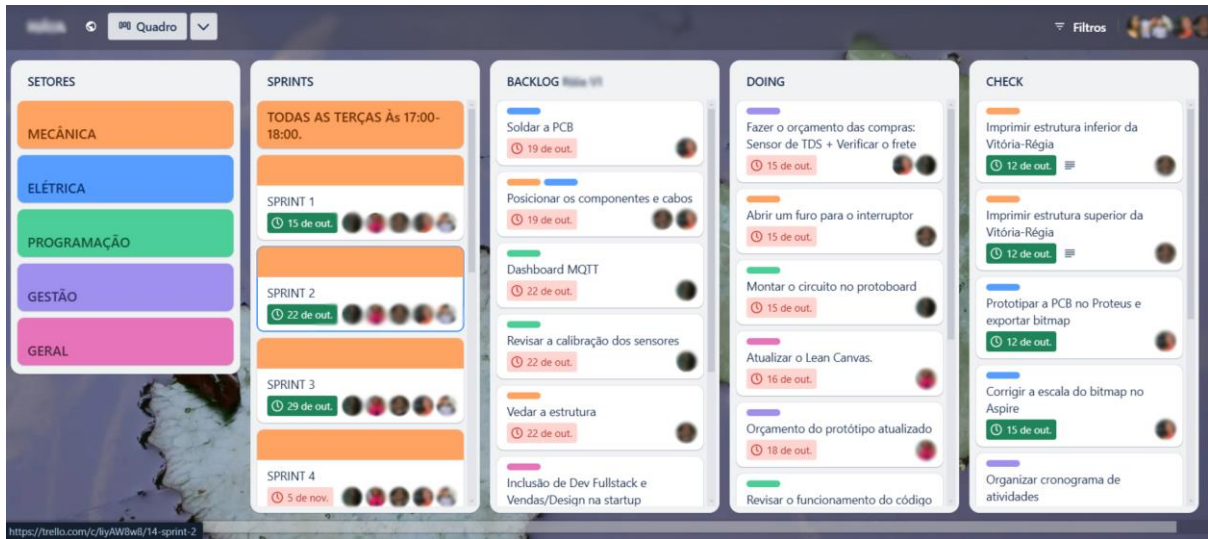 Quadro
Filtros
SETORES
MECÂNICA
ELÉTRICA
PROGRAMAÇÃO
GESTÃO
GERAL
SPRINTS
TODAS AS TERÇAS Às 17:00-
18:00.
SPRINT 1
15 de out.
SPRINT 2
22 de out.
SPRINT 3
29 de out.
SPRINT 4
5 de nov.
BACKLOG
Soldar a PCB
19 de out.
Posicionar os componentes e cabos
19 de out.
Dashboard MQTT
22 de out.
Revisar a calibração dos sensores
22 de out.
Vedar a estrutura
22 de out.
Inclusão de Dev Fullstack e
Vendas/Design na startup
DOING
Fazer o orçamento das compras:
Sensor de TDS + Verificar o frete
15 de out.
Abrir um furo para o interruptor
15 de out.
Montar o circuito no protoboard
15 de out.
Atualizar o Lean Canvas.
16 de out.
Orçamento do protótipo atualizado
18 de out.
Revisar o funcionamento do código
CHECK
Imprimir estrutura inferior da
Vitória-Régia
12 de out.
Imprimir estrutura superior da
Vitória-Régia
12 de out.
Prototipar a PCB no Proteus e
exportar bitmap
12 de out.
Corrigir a escala do bitmap no
Aspire
15 de out.
Organizar cronograma de
atividades
https://trello.com/c/liyAW8w8/14-sprint-2